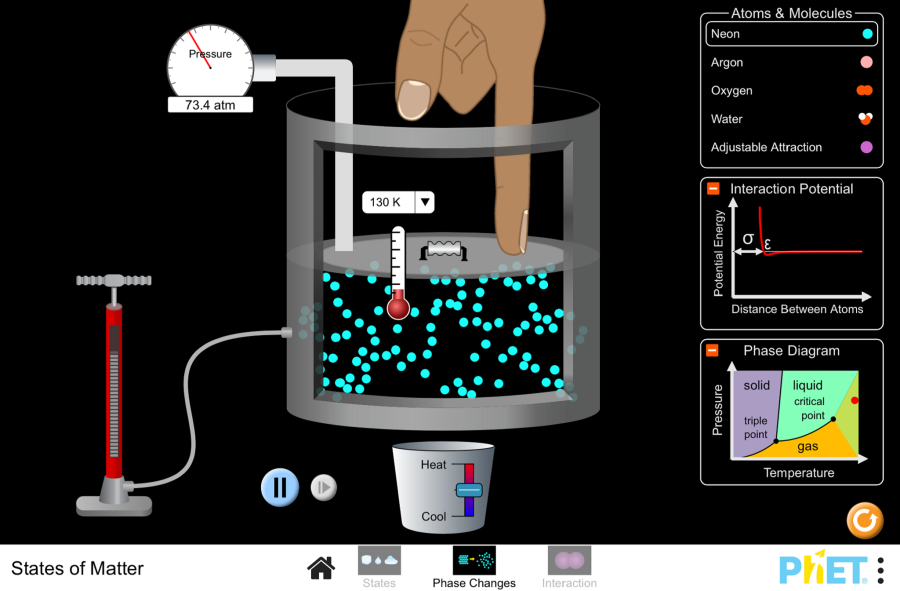 Pressure
73.4 atm
130 K
Heat
Cool
Atoms & Molecules
Neon
Argon
Oxygen
Water
Adjustable Attraction
Interaction Potential
Potential Energy
σ
ε
Distance Between Atoms
Phase Diagram
Pressure
solid
liquid
critical
point
triple
point
gas
Temperature
States of Matter
States
Phase Changes
Interaction
PhET